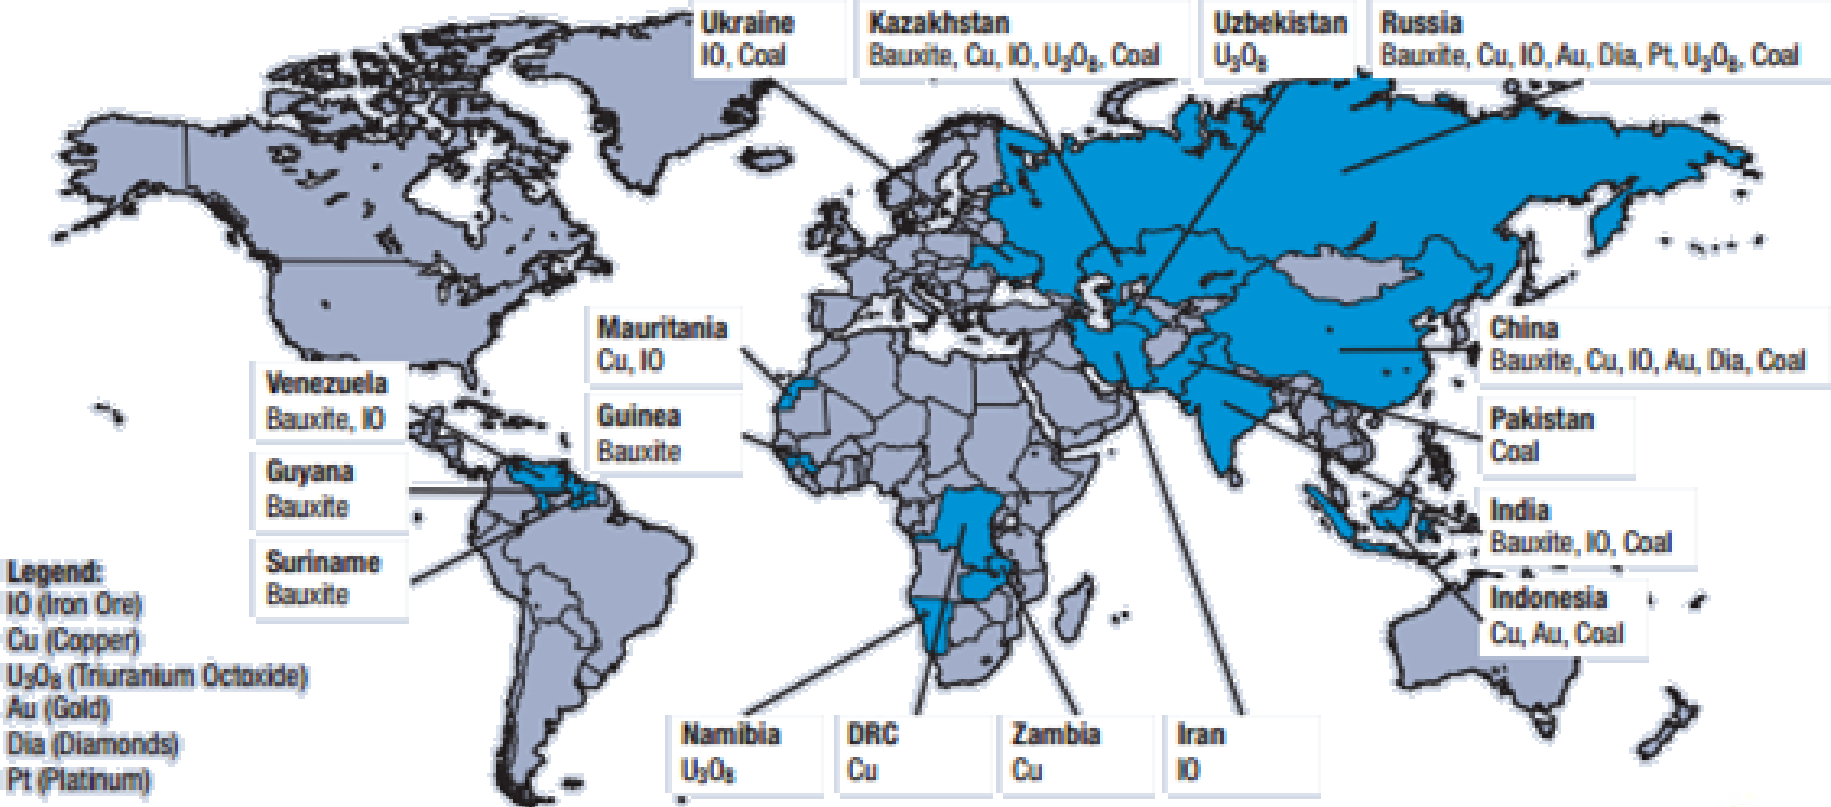 Ukraine
IO, Coal
Kazakhstan
Bauxite, Cu, IO, U₃O₈, Coal
Uzbekistan
U₃O₈
Russia
Bauxite, Cu, IO, Au, Dia, Pt, U₃O₈, Coal
Mauritania
Cu, IO
Guinea
Bauxite
Venezuela
Bauxite, IO
Guyana
Bauxite
Suriname
Bauxite
China
Bauxite, Cu, IO, Au, Dia, Coal
Pakistan
Coal
India
Bauxite, IO, Coal
Indonesia
Cu, Au, Coal
Namibia
U₃O₈
DRC
Cu
Zambia
Cu
Iran
IO
Legend:
IO (Iron Ore)
Cu (Copper)
U₃O₈ (Triuranium Octoxide)
Au (Gold)
Dia (Diamonds)
Pt (Platinum)